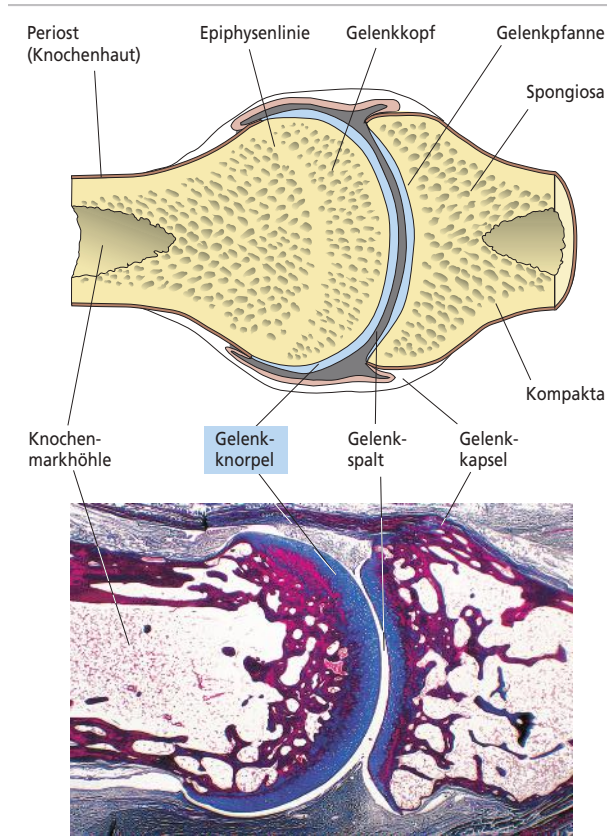 Periost
(Knochenhaut)
Epiphysenlinie
Gelenkkopf
Gelenkpfanne
Spongiosa
Kompakta
Knochen-
markhöhle
Gelenk-
knorpel
Gelenk-
spalt
Gelenk-
kapsel